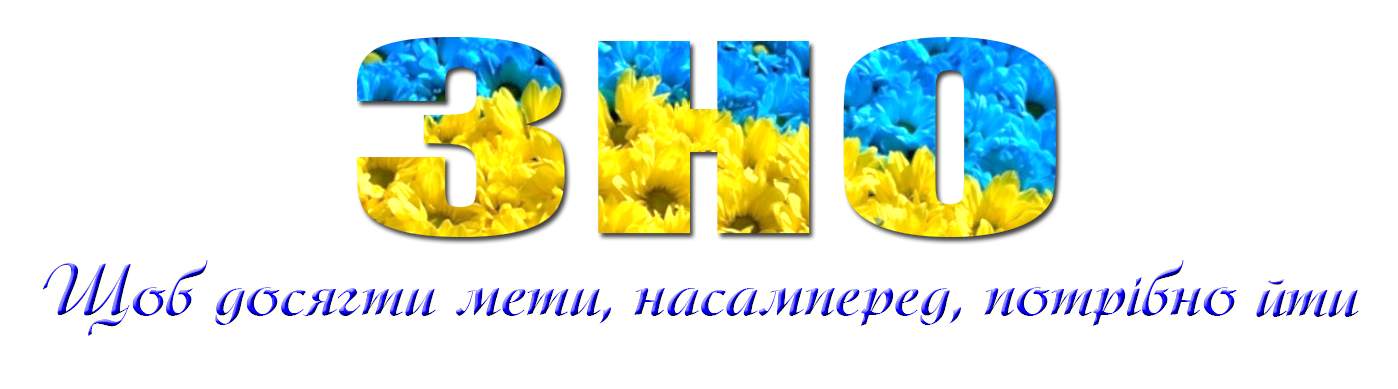 ЗНО
Щоб досягти мети, насамперед, потрібно йти